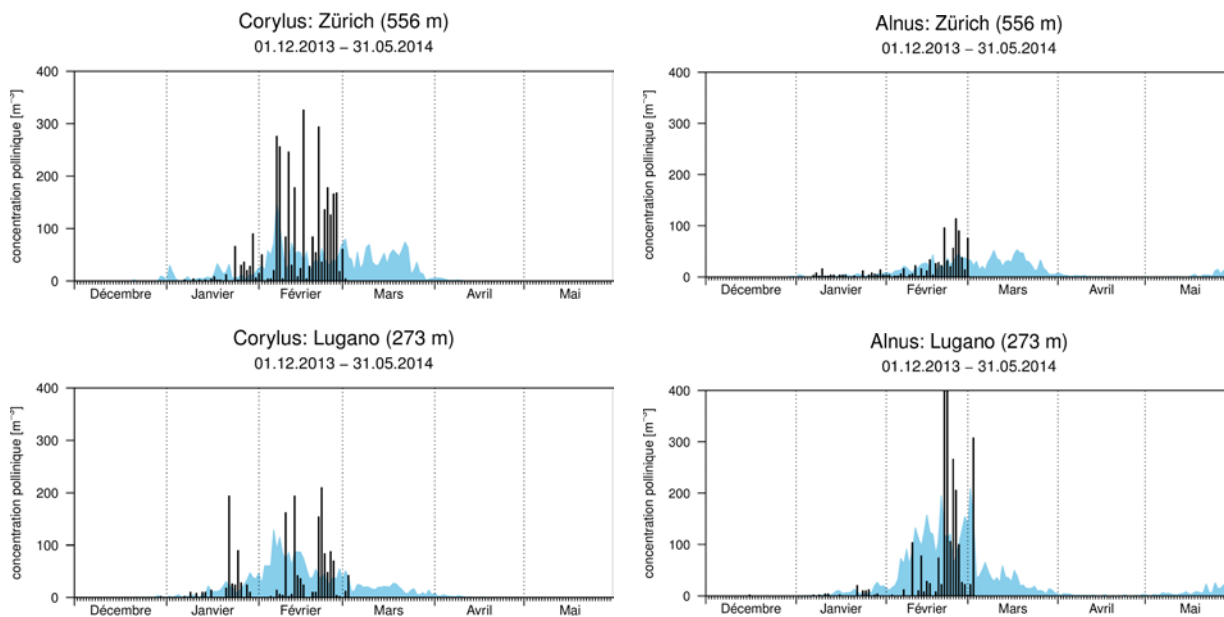 Corylus: Zürich (556 m)
01.12.2013 – 31.05.2014
concentration pollinique [m⁻³]
400
300
200
100
0
Décembre Janvier Février Mars Avril Mai
Alnus: Zürich (556 m)
01.12.2013 – 31.05.2014
concentration pollinique [m⁻³]
400
300
200
100
0
Décembre Janvier Février Mars Avril Mai
Corylus: Lugano (273 m)
01.12.2013 – 31.05.2014
concentration pollinique [m⁻³]
400
300
200
100
0
Décembre Janvier Février Mars Avril Mai
Alnus: Lugano (273 m)
01.12.2013 – 31.05.2014
concentration pollinique [m⁻³]
400
300
200
100
0
Décembre Janvier Février Mars Avril Mai